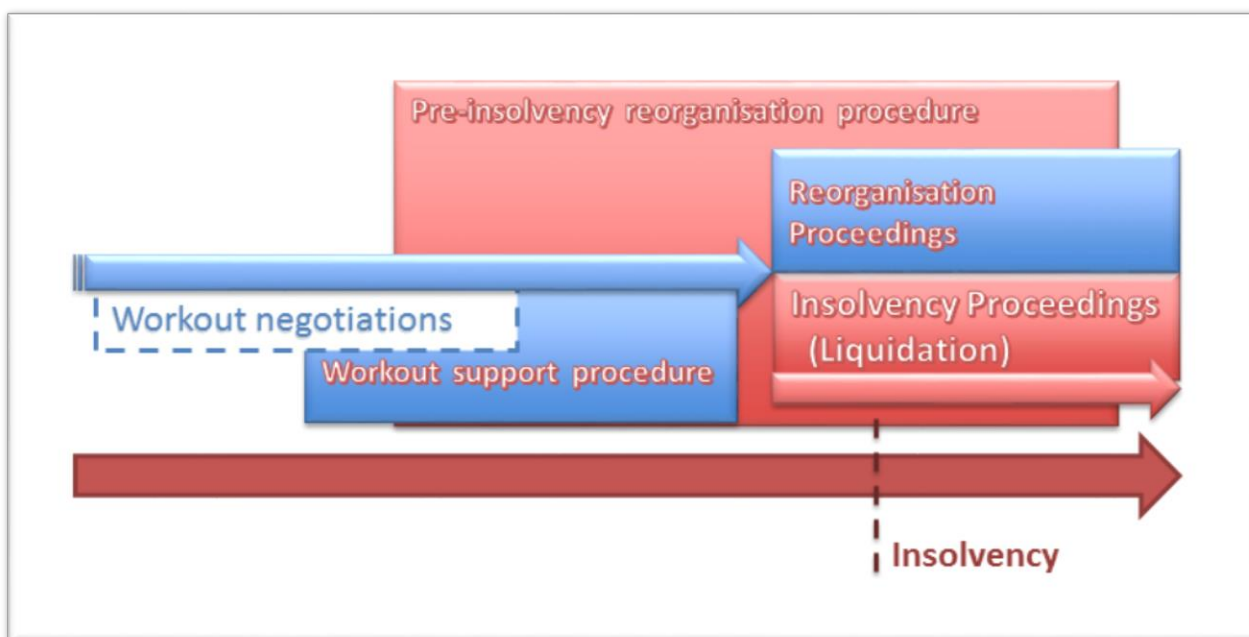 Pre-insolvency reorganisation procedure
Reorganisation
Proceedings
Workout negotiations
Insolvency Proceedings
(Liquidation)
Workout support procedure
Insolvency